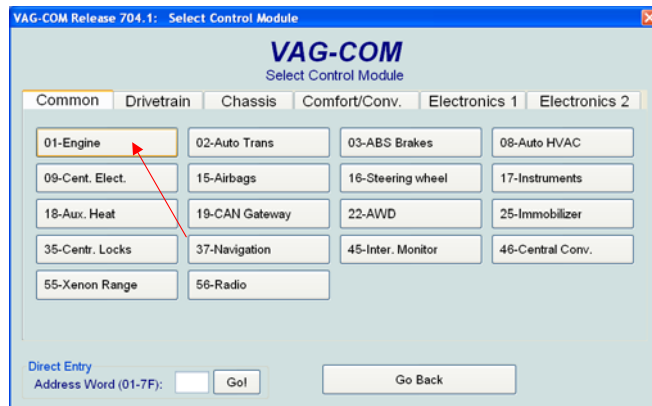 VAG-COM Release 704.1: Select Control Module
VAG-COM
Select Control Module
Common Drivetrain Chassis Comfort/Conv. Electronics 1 Electronics 2
01-Engine 02-Auto Trans 03-ABS Brakes 08-Auto HVAC
09-Cent. Elect. 15-Airbags 16-Steering wheel 17-Instruments
18-Aux. Heat 19-CAN Gateway 22-AWD 25-Immobilizer
35-Centr. Locks 37-Navigation 45-Inter. Monitor 46-Central Conv.
55-Xenon Range 56-Radio
Direct Entry
Address Word (01-7F): Go! Go Back